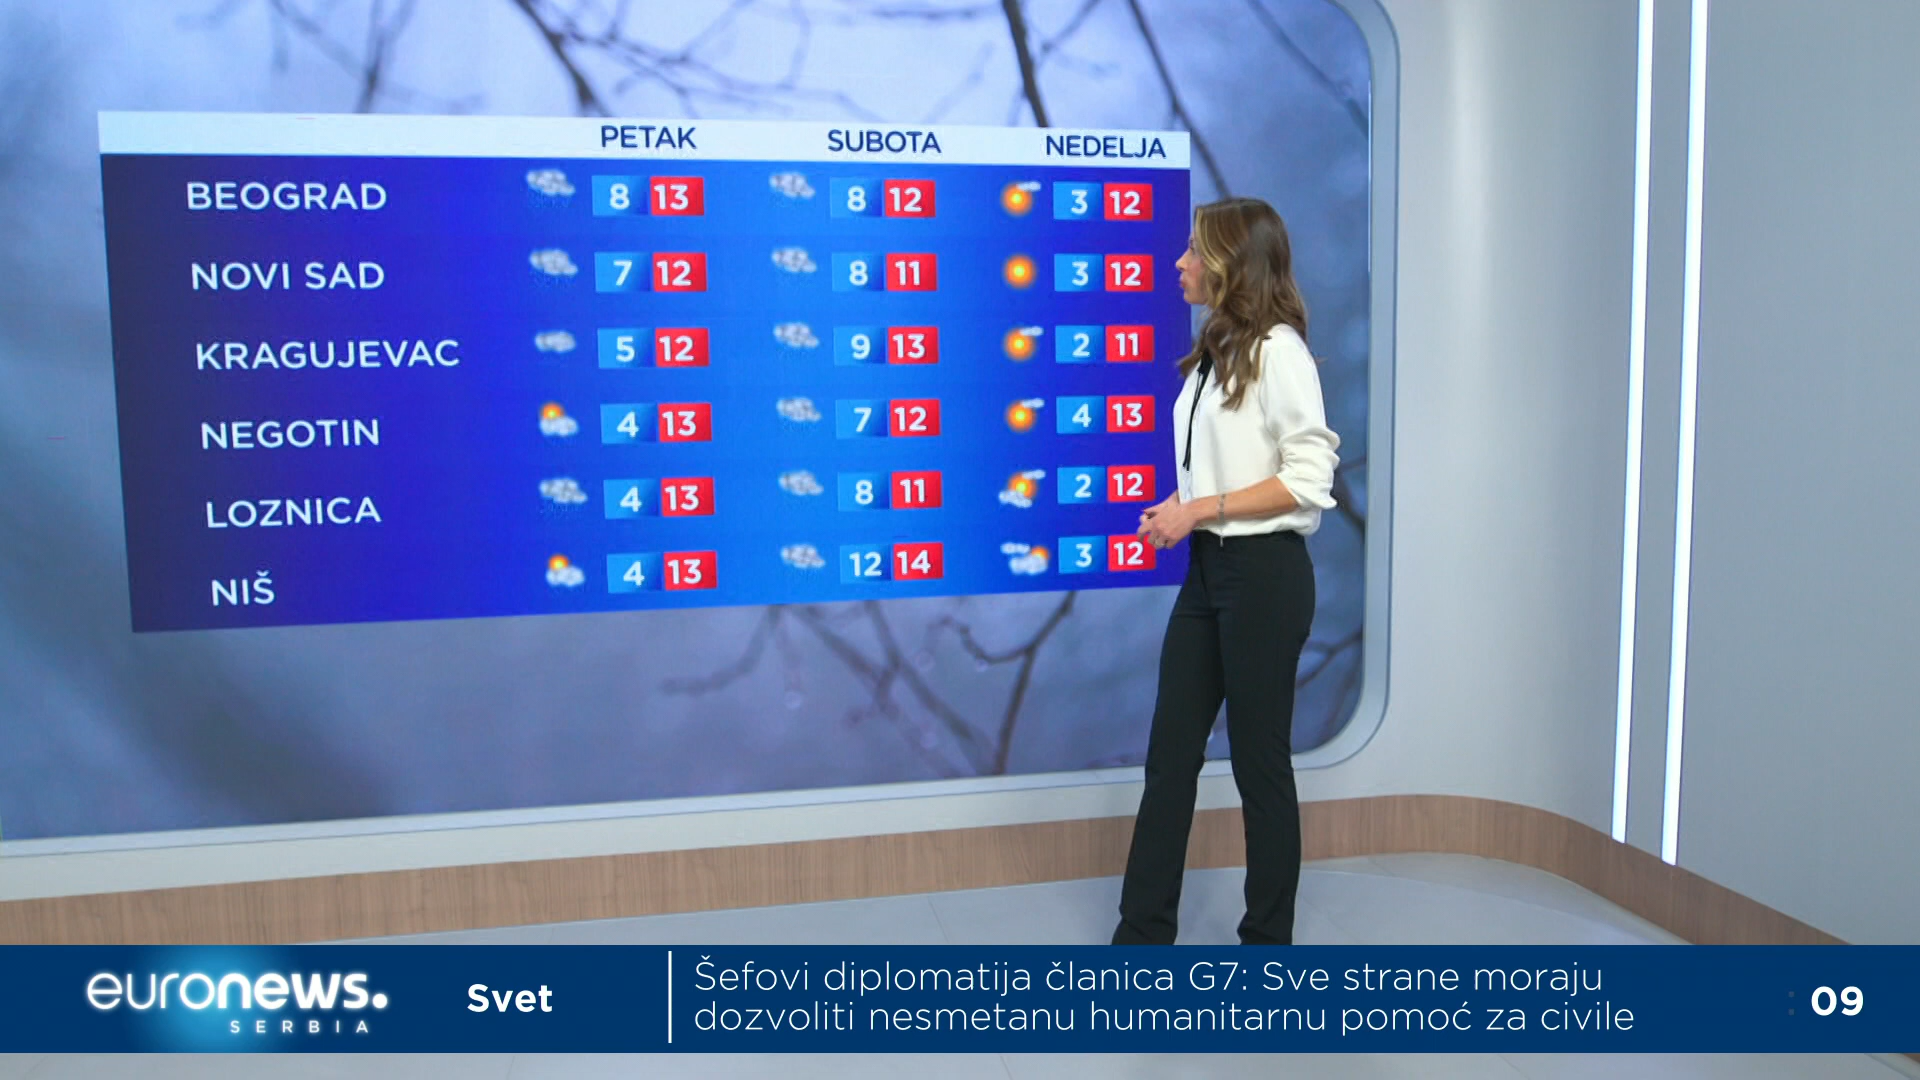 PETAK SUBOTA NEDELJA
BEOGRAD 8 13 8 12 3 12
NOVI SAD 7 12 8 11 3 12
KRAGUJEVAC 5 12 9 13 2 11
NEGOTIN 4 13 7 12 4 13
LOZNICA 4 13 8 11 2 12
NIŠ 4 13 12 14 3 12
euronews.
SERBIA
Svet
Šefovi diplomatija članica G7: Sve strane moraju
dozvoliti nesmetanu humanitarnu pomoć za civile
: 09